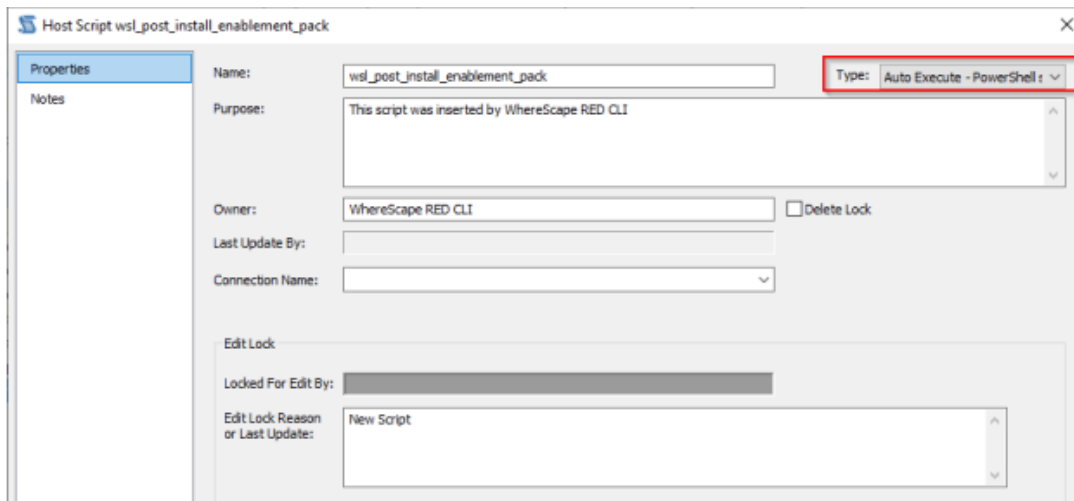 Host Script wsl_post_install_enablement_pack
Properties
Notes
Name:
wsl_post_install_enablement_pack
Type:
Auto Execute - PowerShell s
Purpose:
This script was inserted by WhereScape RED CLI
Owner:
WhereScape RED CLI
Delete Lock
Last Update By:
Connection Name:
Edit Lock
Locked For Edit By:
Edit Lock Reason
or Last Update:
New Script